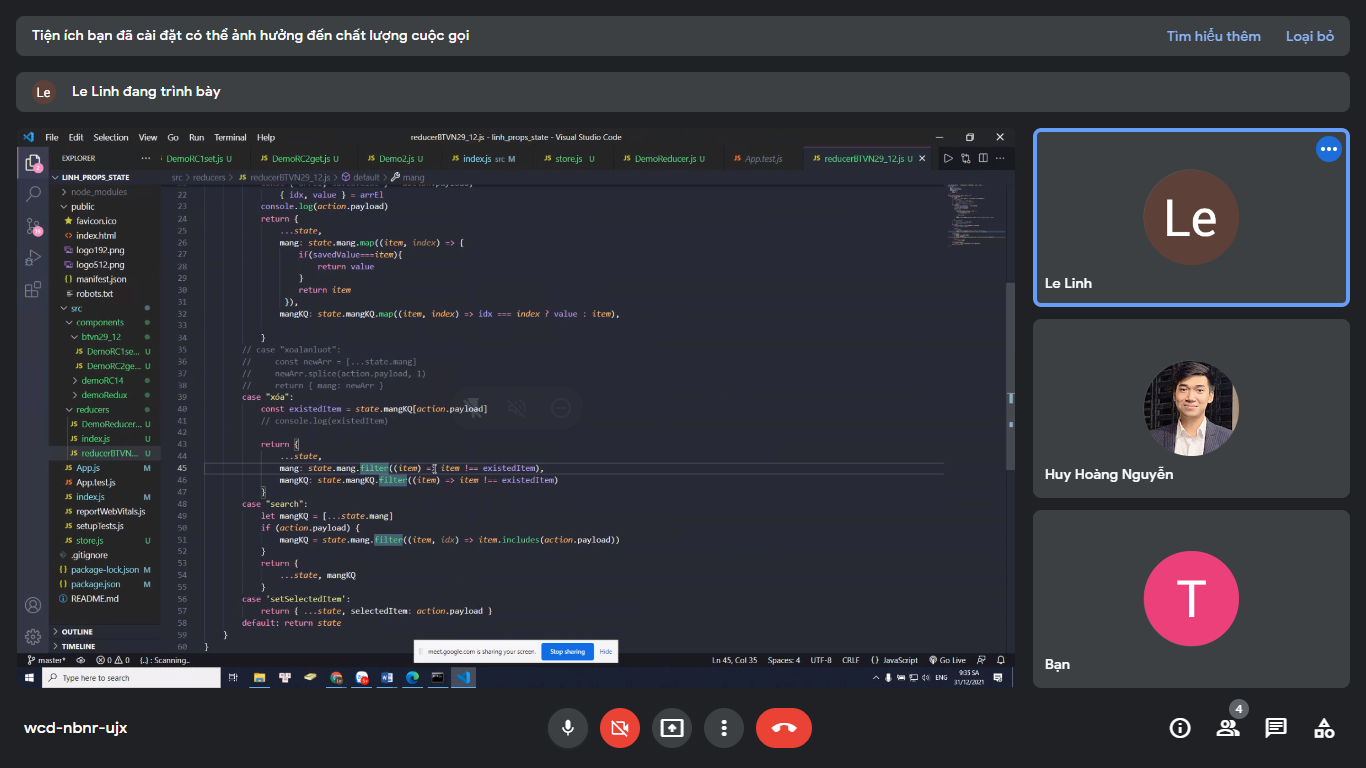 Tiện ích bạn đã cài đặt có thể ảnh hưởng đến chất lượng cuộc gọi
Tìm hiểu thêm
Loại bỏ
Le
Le Linh đang trình bày
File Edit Selection View Go Run Terminal Help
reducerBTVN29_12.js - linh_props_state - Visual Studio Code
EXPLORER
DemoRC1set.js U
DemoRC2get.js U
Demo2.js U
index.js src M
store.js U
DemoReducer.js U
App.test.js
reducerBTVN29_12.js U
LINH_PROPS_STATE
node_modules
public
favicon.ico
index.html
logo192.png
logo512.png
manifest.json
robots.txt
src
components
btvn29_12
DemoRC1se... U
DemoRC2ge... U
demoRC14
demoRedux
reducers
DemoReducer... U
index.js U
reducerBTVN... U
App.js M
App.test.js
index.js M
reportWebVitals.js
setupTests.js
store.js U
.gitignore
package-lock.json M
package.json M
README.md
OUTLINE
TIMELINE
src > reducers > reducerBTVN29_12.js > default > mang
22 { idx, value } = arrEl
23 console.log(action.payload)
24 return {
25 ...state,
26 mang: state.mang.map((item, index) => {
27 if(savedValue===item){
28 return value
29 }
30 return item
31 }),
32 mangKQ: state.mangKQ.map((item, index) => idx === index ? value : item),
33
34 }
35 // case "xoalanluot":
36 // const newArr = [...state.mang]
37 // newArr.splice(action.payload, 1)
38 // return { mang: newArr }
39 case "xóa":
40 const existedItem = state.mangKQ[action.payload]
41 // console.log(existedItem)
42
43 return {
44 ...state,
45 mang: state.mang.filter((item) => item !== existedItem),
46 mangKQ: state.mangKQ.filter((item) => item !== existedItem)
47 }
48 case "search":
49 let mangKQ = [...state.mang]
50 if (action.payload) {
51 mangKQ = state.mang.filter((item, idx) => item.includes(action.payload))
52 }
53 return {
54 ...state, mangKQ
55 }
56 case 'setSelectedItem':
57 return { ...state, selectedItem: action.payload }
58 default: return state
59 }
60 }
meet.google.com is sharing your screen.
Stop sharing
Hide
master*
0 0
{..} : Scanning..
Ln 45, Col 35
Spaces: 4
UTF-8
CRLF
{} JavaScript
Go Live
Type here to search
ENG
9:35 SA
31/12/2021
Le
Le Linh
Huy Hoàng Nguyễn
T
Bạn
wcd-nbnr-ujx
4